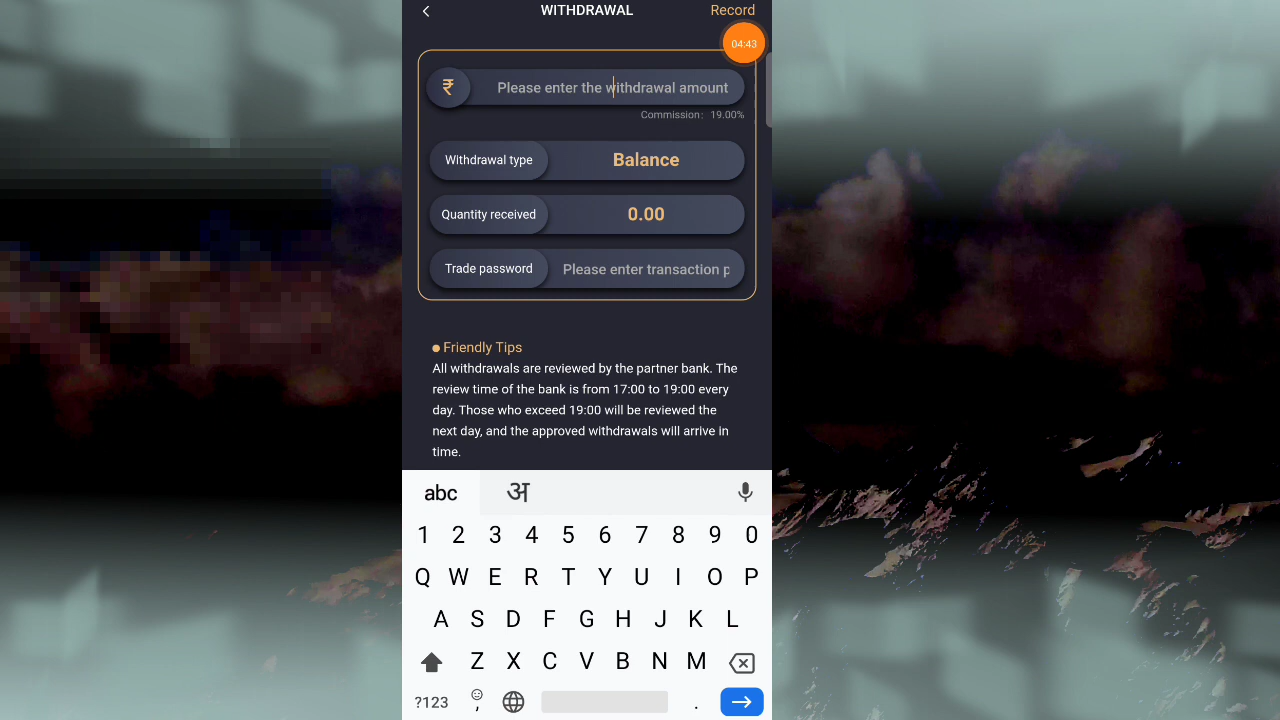 WITHDRAWAL
Record
04:43
₹
Please enter the withdrawal amount
Commission: 19.00%
Withdrawal type
Balance
Quantity received
0.00
Trade password
Please enter transaction p
Friendly Tips
All withdrawals are reviewed by the partner bank. The
review time of the bank is from 17:00 to 19:00 every
day. Those who exceed 19:00 will be reviewed the
next day, and the approved withdrawals will arrive in
time.
abc अ
1 2 3 4 5 6 7 8 9 0
Q W E R T Y U I O P
A S D F G H J K L
Z X C V B N M
?123 , .